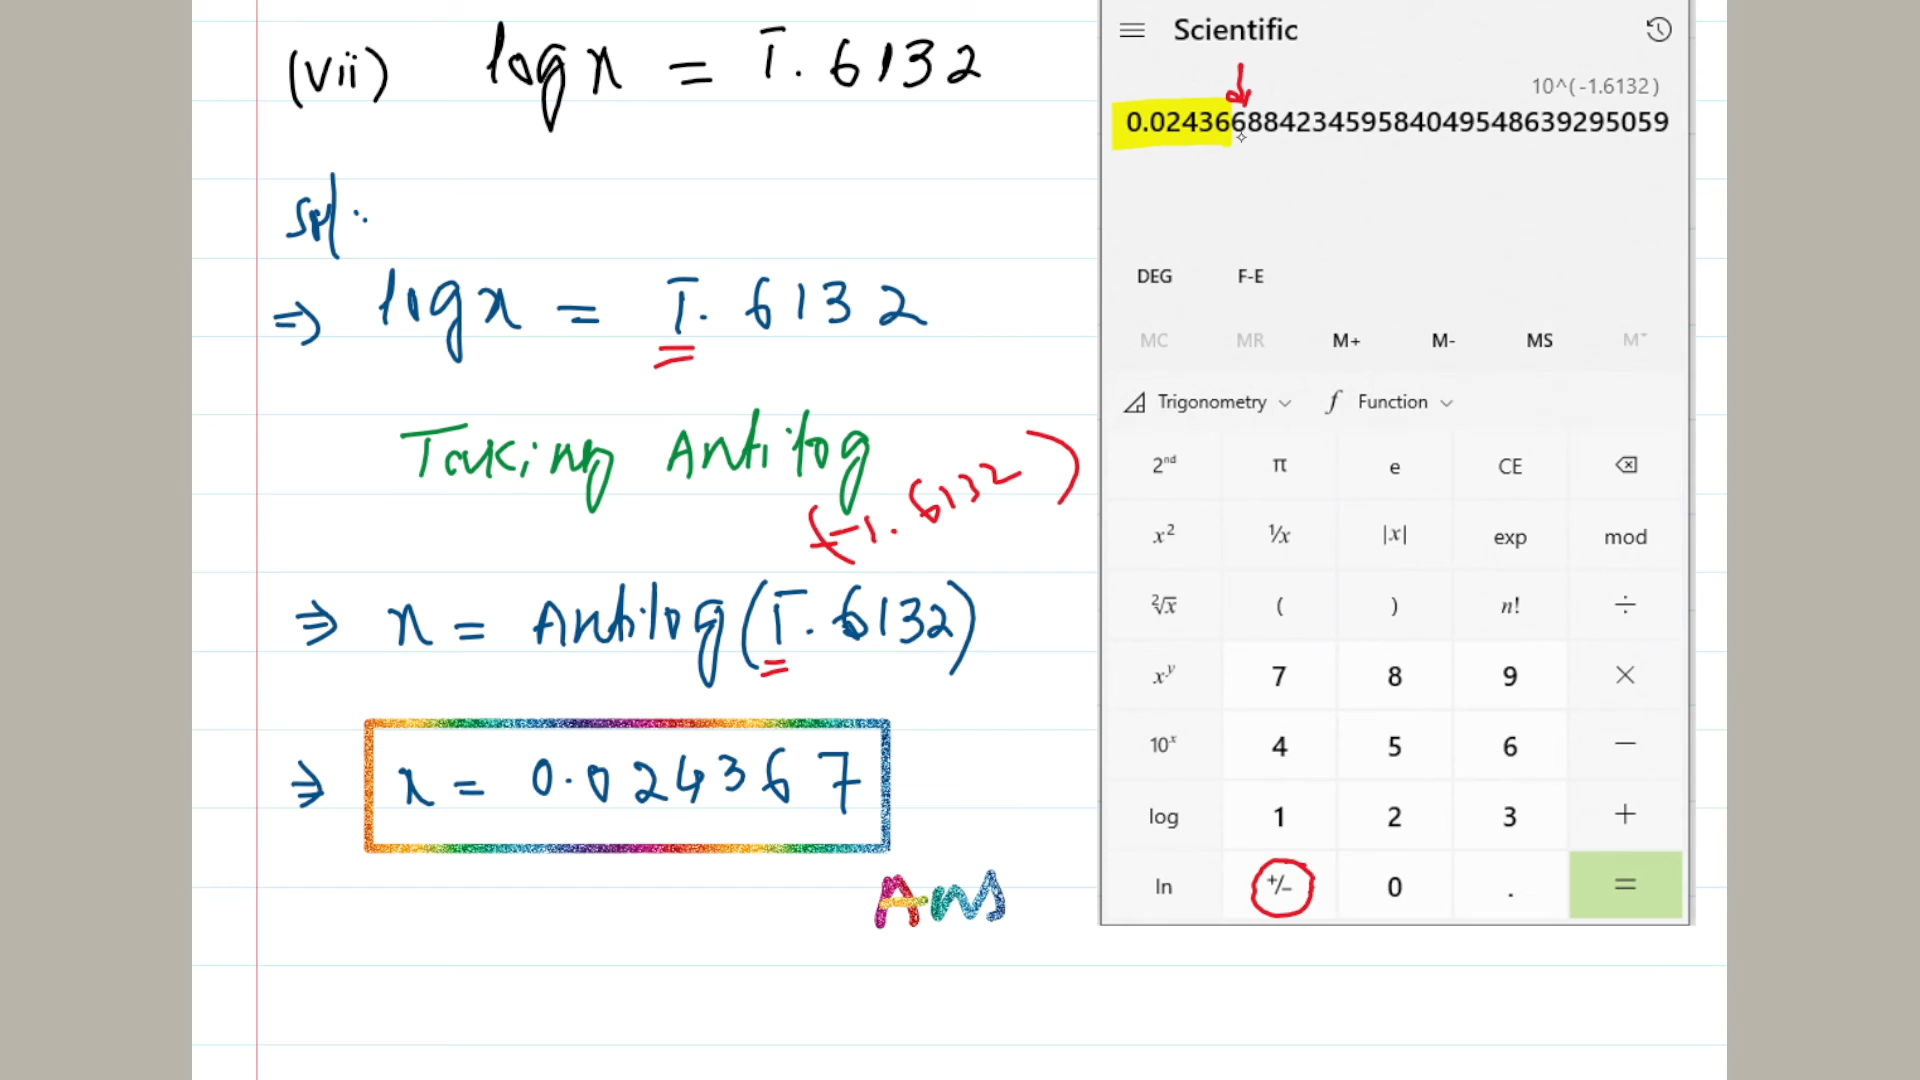 (vii) log x = 1̅.6132
Sol:
⇒ log x = 1̅.6132
Taking Antilog
(-1.6132)
⇒ x = Antilog(1̅.6132)
⇒ x = 0.024367
Ans
Scientific
10^(-1.6132)
0.024366884234595840495486392950​59
DEG F-E
MC MR M+ M- MS M˅
Trigonometry f Function
2ⁿᵈ π e CE
x² ¹/x |x| exp mod
²√x ( ) n! ÷
xʸ 7 8 9 ×
10ˣ 4 5 6 −
log 1 2 3 +
ln +/− 0 . =